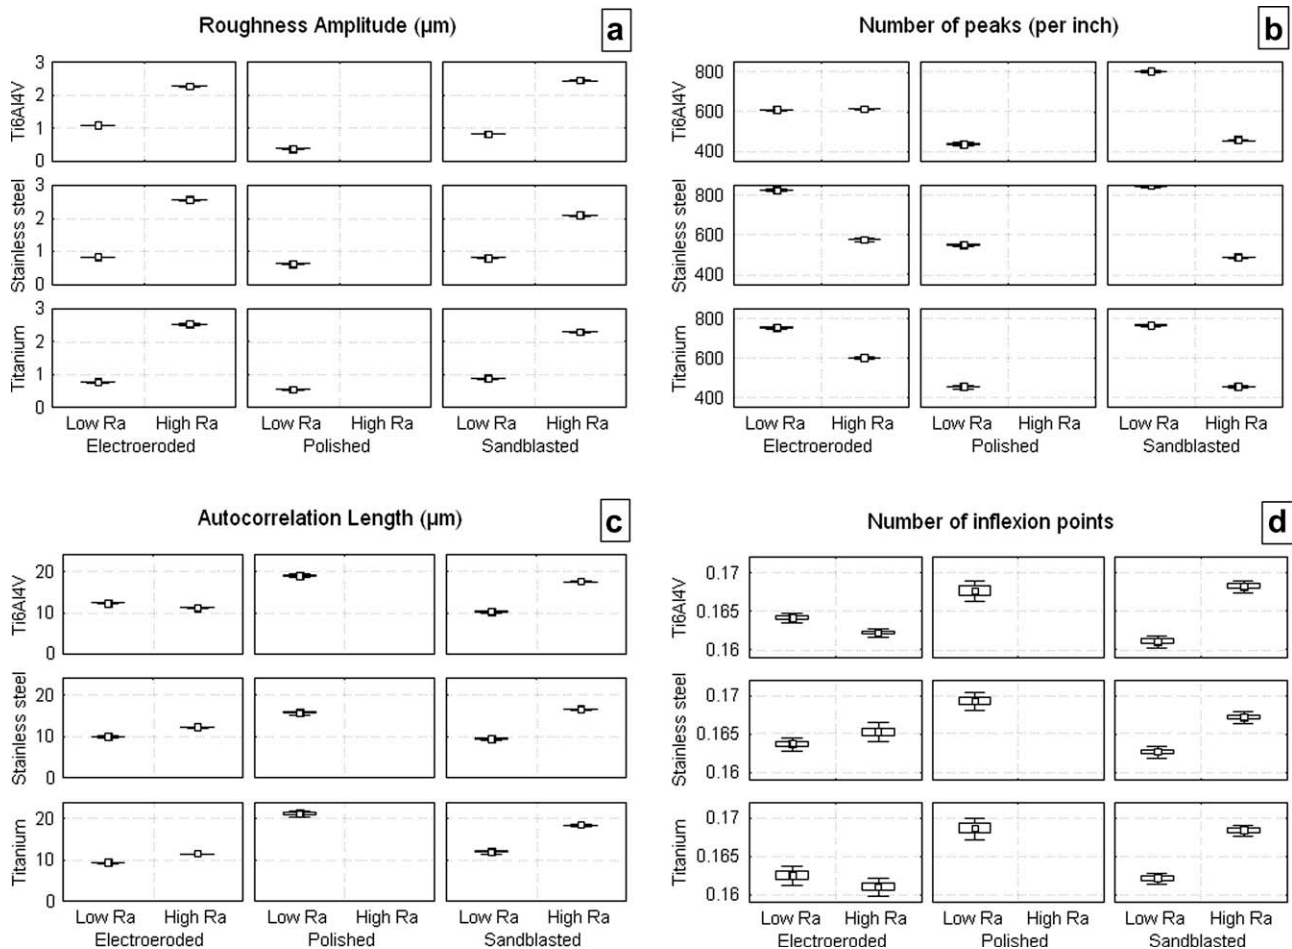 Roughness Amplitude (µm)
a
Ti6Al4V
3
2
1
0
Stainless steel
3
2
1
0
Titanium
3
2
1
0
Low Ra High Ra Low Ra High Ra Low Ra High Ra
Electroeroded Polished Sandblasted
Number of peaks (per inch)
b
Ti6Al4V
800
600
400
Stainless steel
800
600
400
Titanium
800
600
400
Low Ra High Ra Low Ra High Ra Low Ra High Ra
Electroeroded Polished Sandblasted
Autocorrelation Length (µm)
c
Ti6Al4V
20
10
0
Stainless steel
20
10
0
Titanium
20
10
0
Low Ra High Ra Low Ra High Ra Low Ra High Ra
Electroeroded Polished Sandblasted
Number of inflexion points
d
Ti6Al4V
0.17
0.165
0.16
Stainless steel
0.17
0.165
0.16
Titanium
0.17
0.165
0.16
Low Ra High Ra Low Ra High Ra Low Ra High Ra
Electroeroded Polished Sandblasted